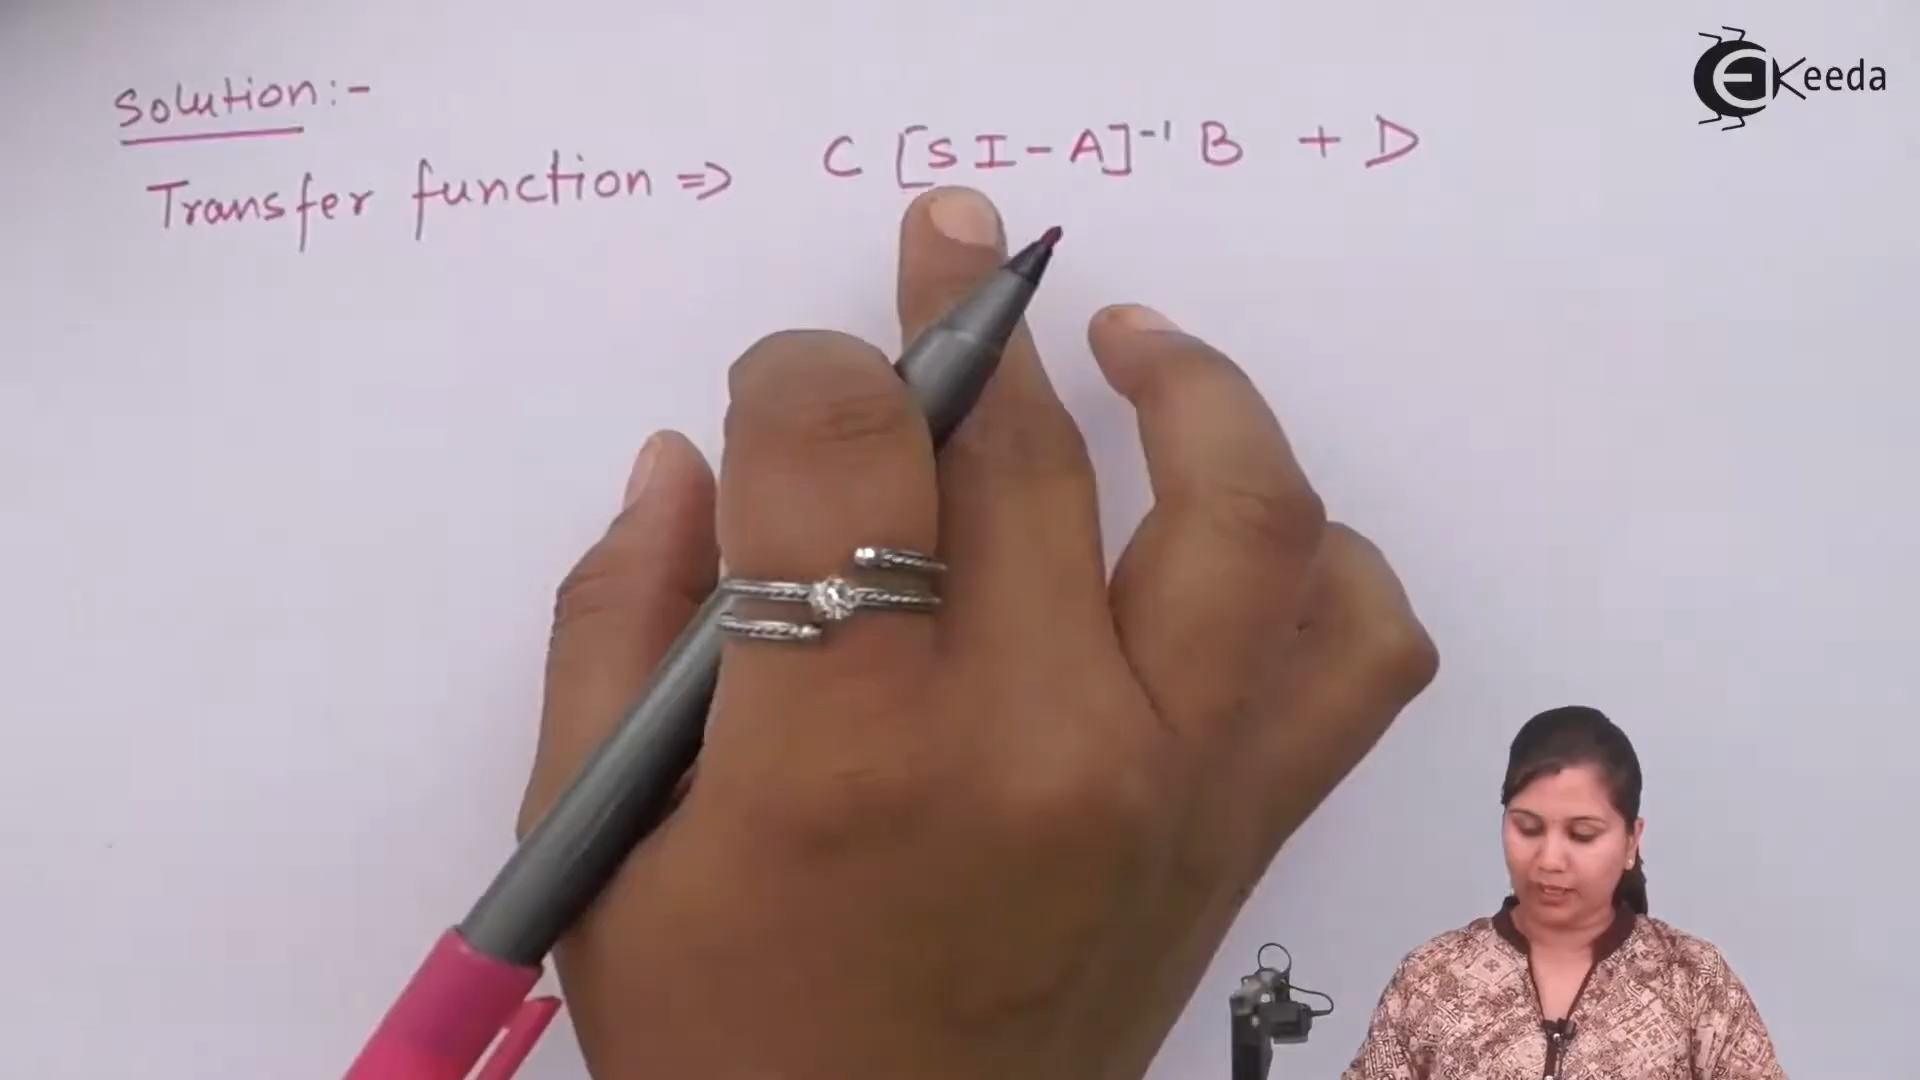 Solution:-
Transfer function ⇒ C [SI-A]⁻¹ B + D
EKeeda